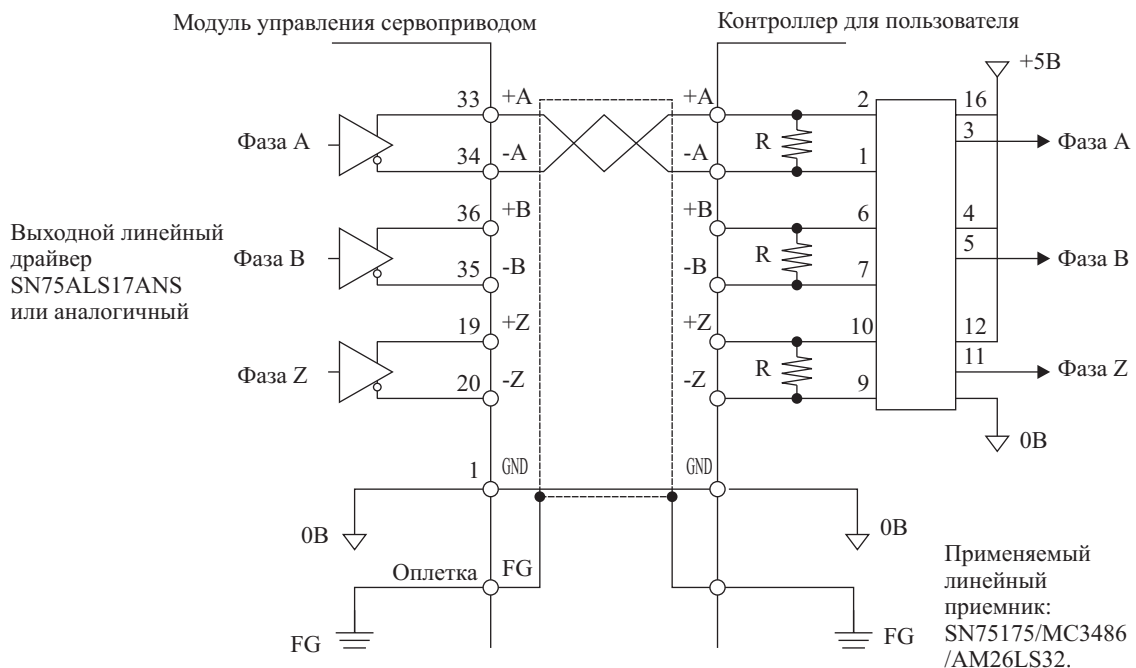 Модуль управления сервоприводом
Контроллер для пользователя
+5В
33 +A
+A 2
16
3
Фаза A
Фаза A
R
34 -A
-A 1
36 +B
+B 6
4
5
Выходной линейный
драйвер
SN75ALS17ANS
или аналогичный
Фаза B
Фаза B
R
35 -B
-B 7
19 +Z
+Z 10
12
11
Фаза Z
Фаза Z
R
20 -Z
-Z 9
0В
1 GND
GND
0В
0В
Оплетка FG
FG
FG
Применяемый
линейный
приемник:
SN75175/MC3486
/AM26LS32.